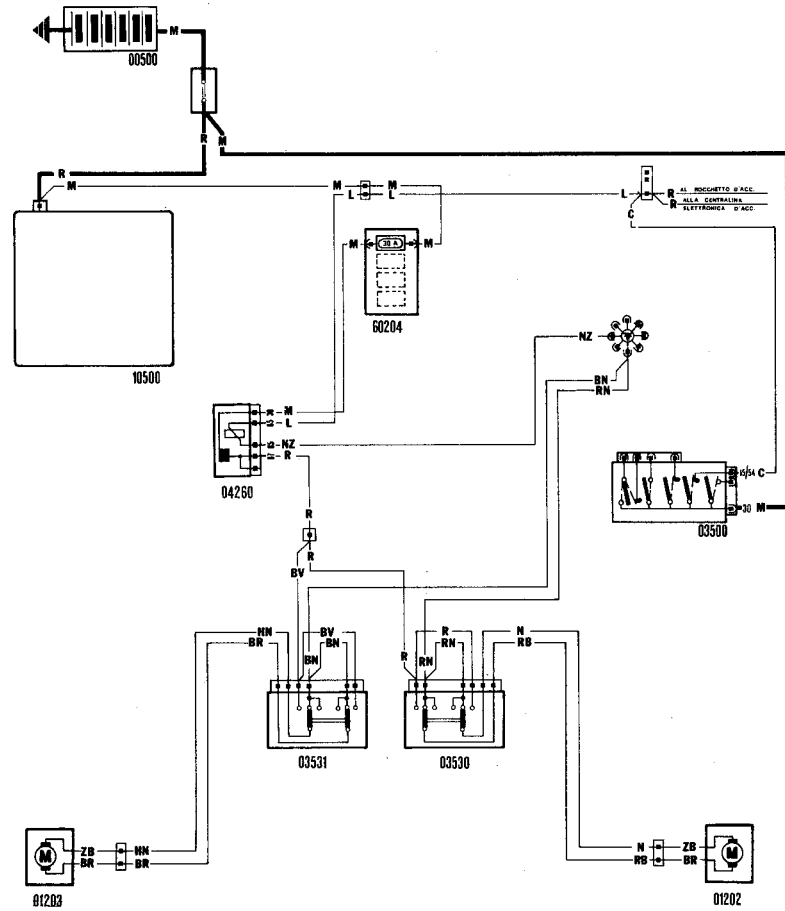 M
00500
R
M
R
M
M
M
L
L
L
R
AL ROCCHETTO D'ACC.
R
ALLA CENTRALINA
ELETTRONICA D'ACC.
C
M
30 A
M
60204
10500
NZ
BN
RN
M
L
NZ
R
04260
15/54
C
30
M
03500
R
R
BV
HN
BV
R
N
BR
BN
RN
RB
BN
R
RN
03531
03530
ZB
HN
N
ZB
M
BR
BR
RB
BR
M
01203
01202